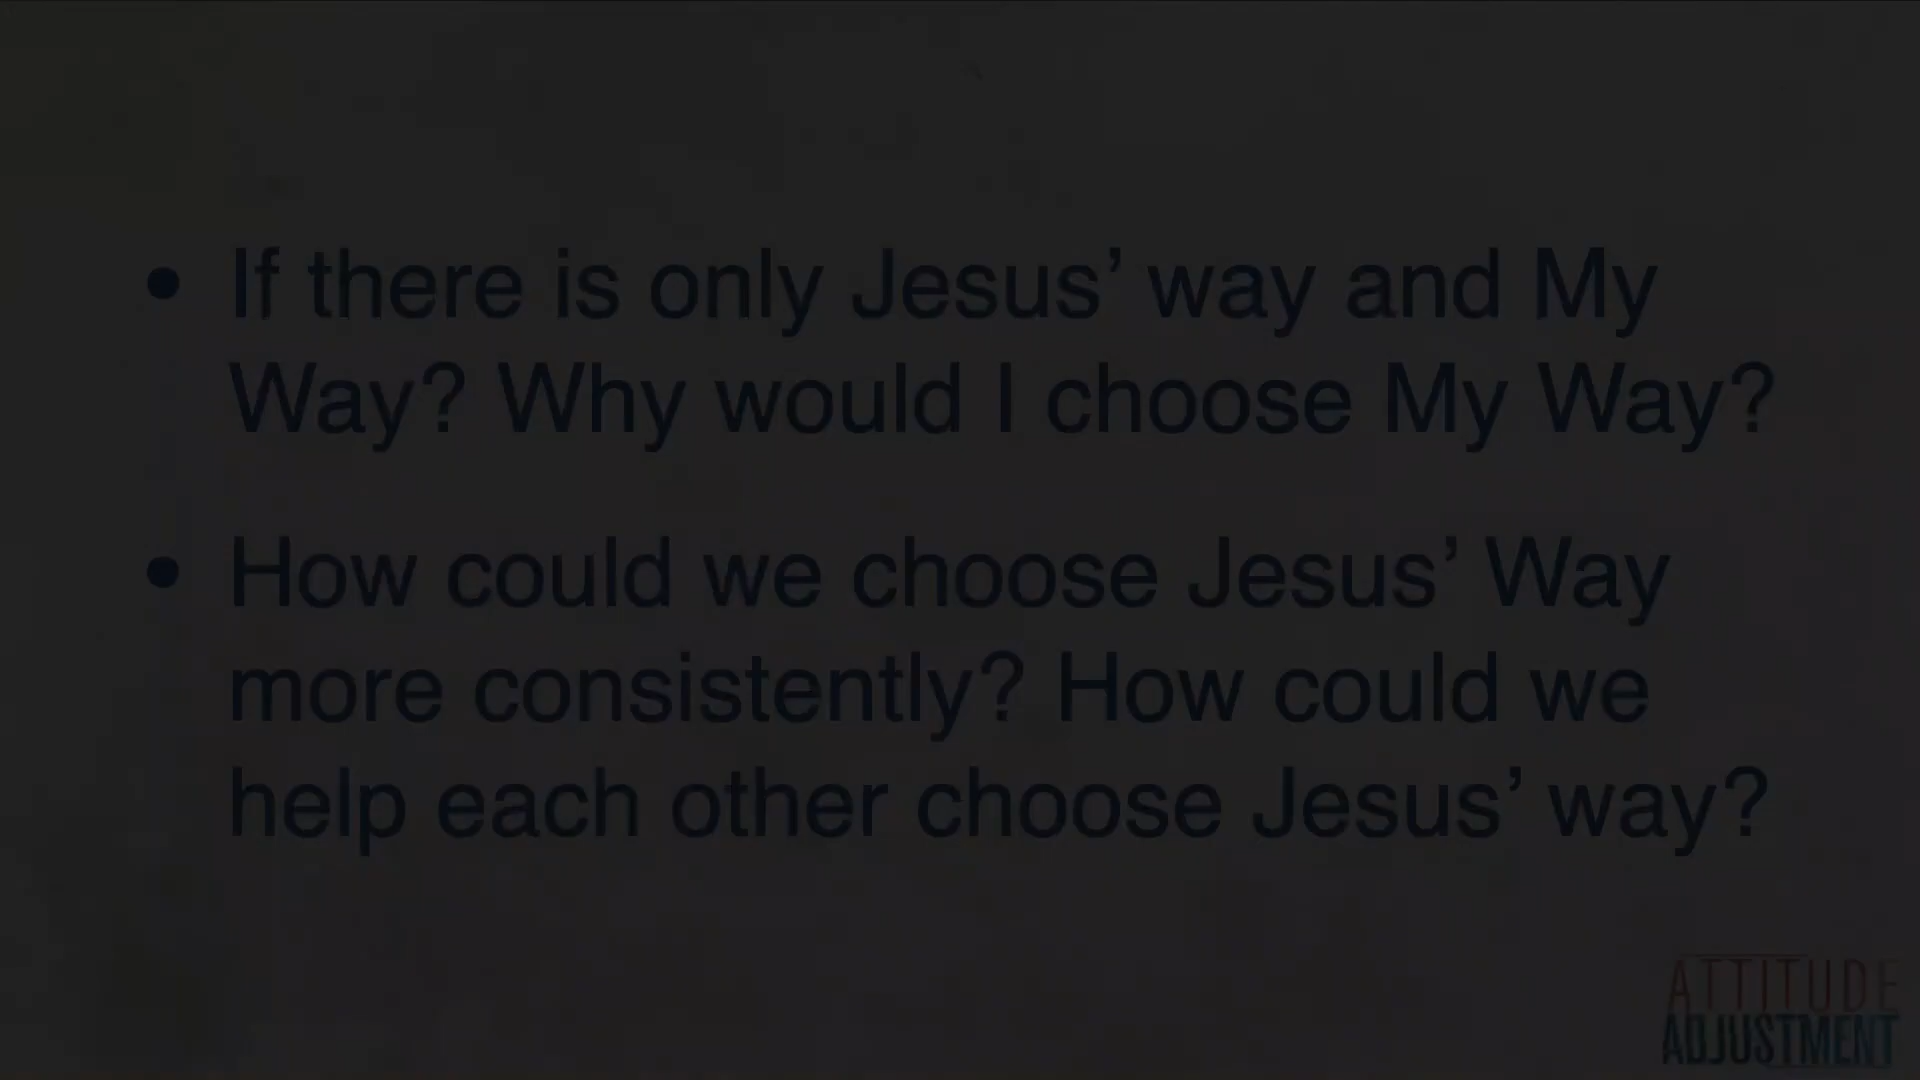 • If there is only Jesus’ way and My
Way? Why would I choose My Way?
• How could we choose Jesus’ Way
more consistently? How could we
help each other choose Jesus’ way?
ATTITUDE
ADJUSTMENT